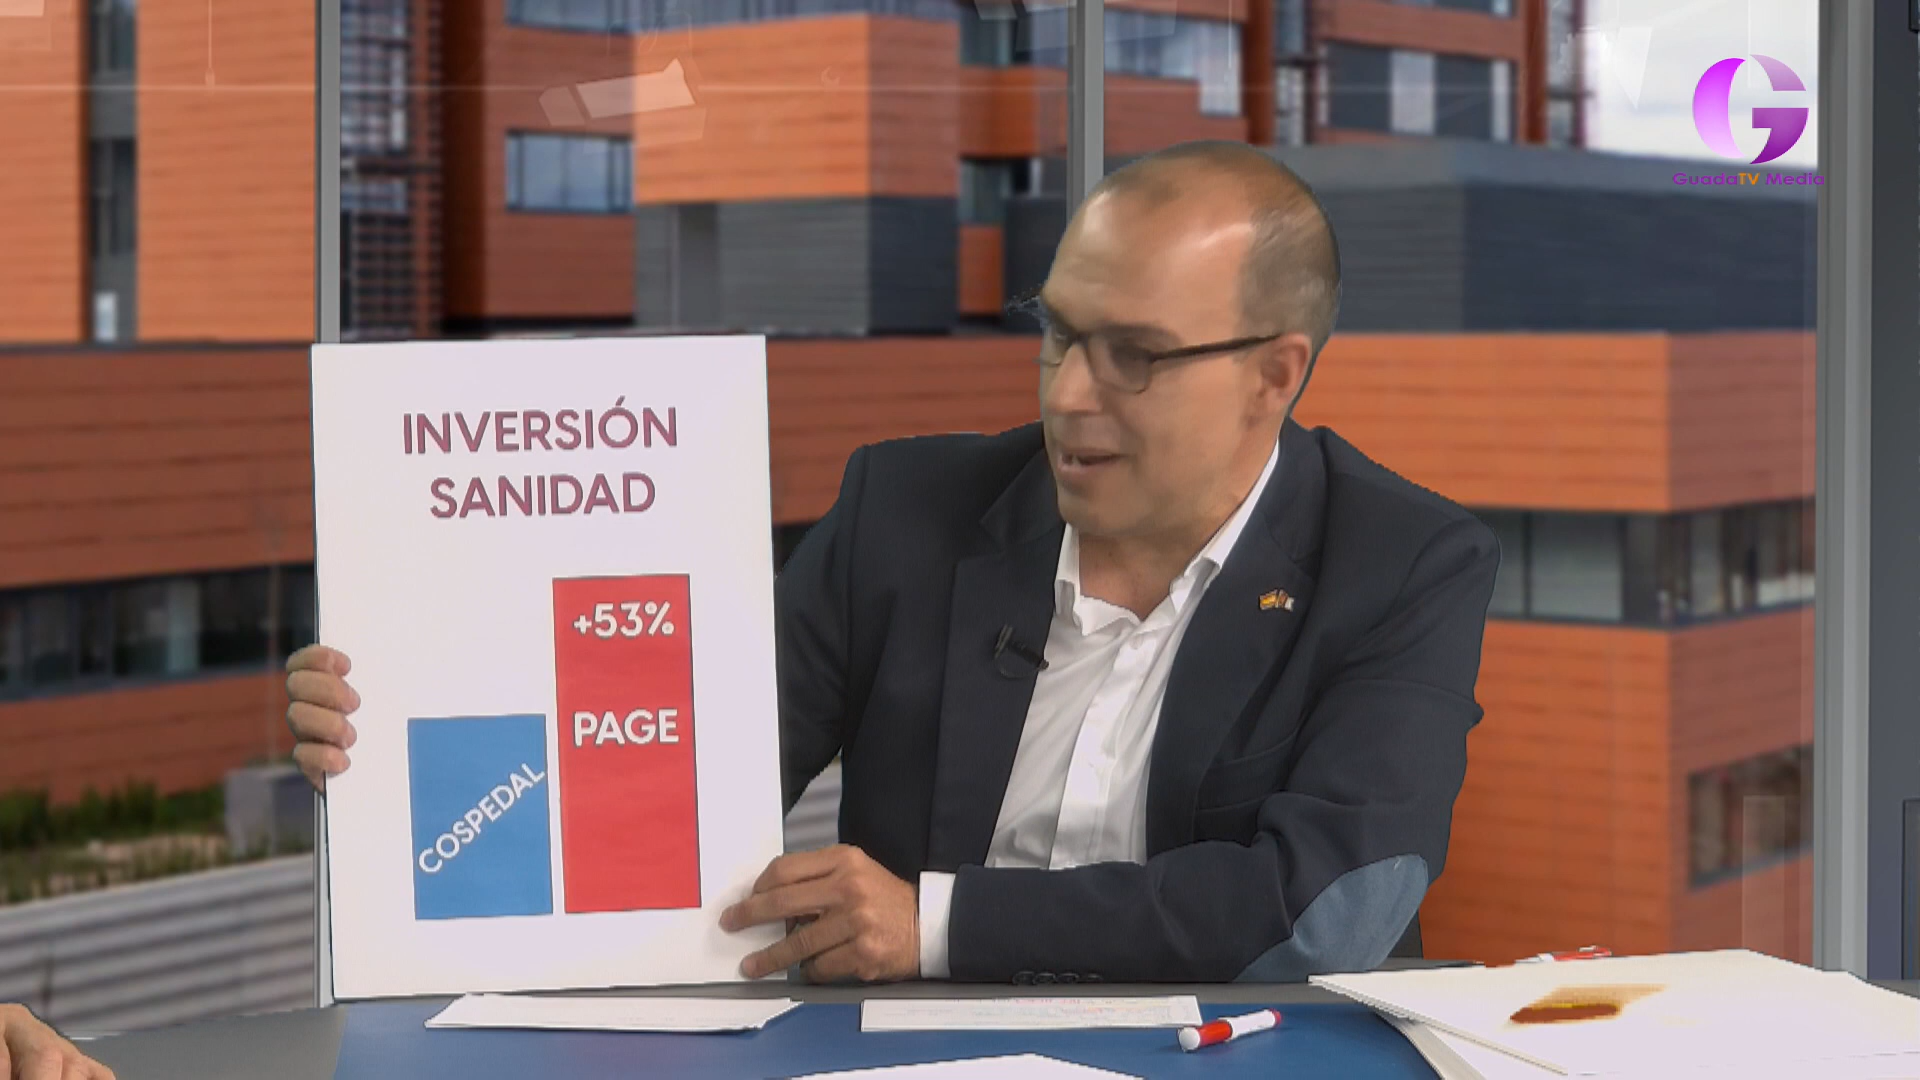 GuadaTV Media
INVERSIÓN
SANIDAD
+53%
PAGE
COSPEDAL